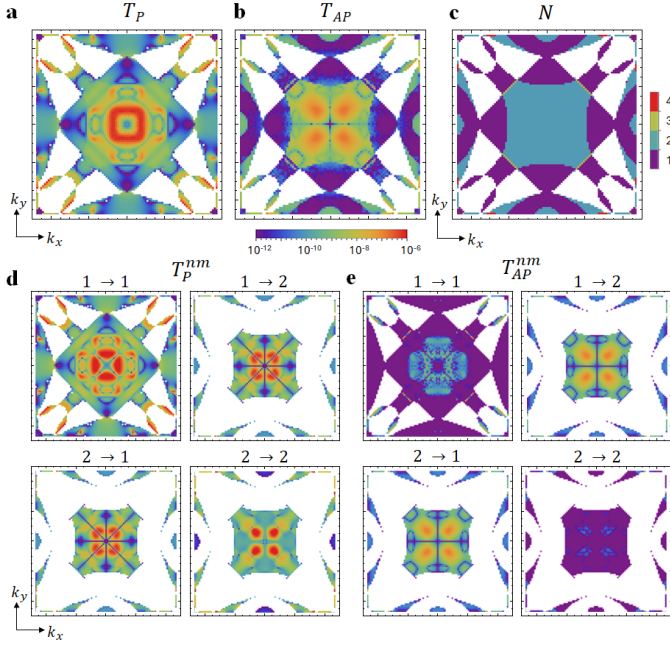 a T_P b T_AP c N
4
3
2
1
k_y
k_x
k_y
k_x
10^-12 10^-10 10^-8 10^-6
d T_P^nm e T_AP^nm
1 → 1 1 → 2 1 → 1 1 → 2
2 → 1 2 → 2 2 → 1 2 → 2
k_y
k_x